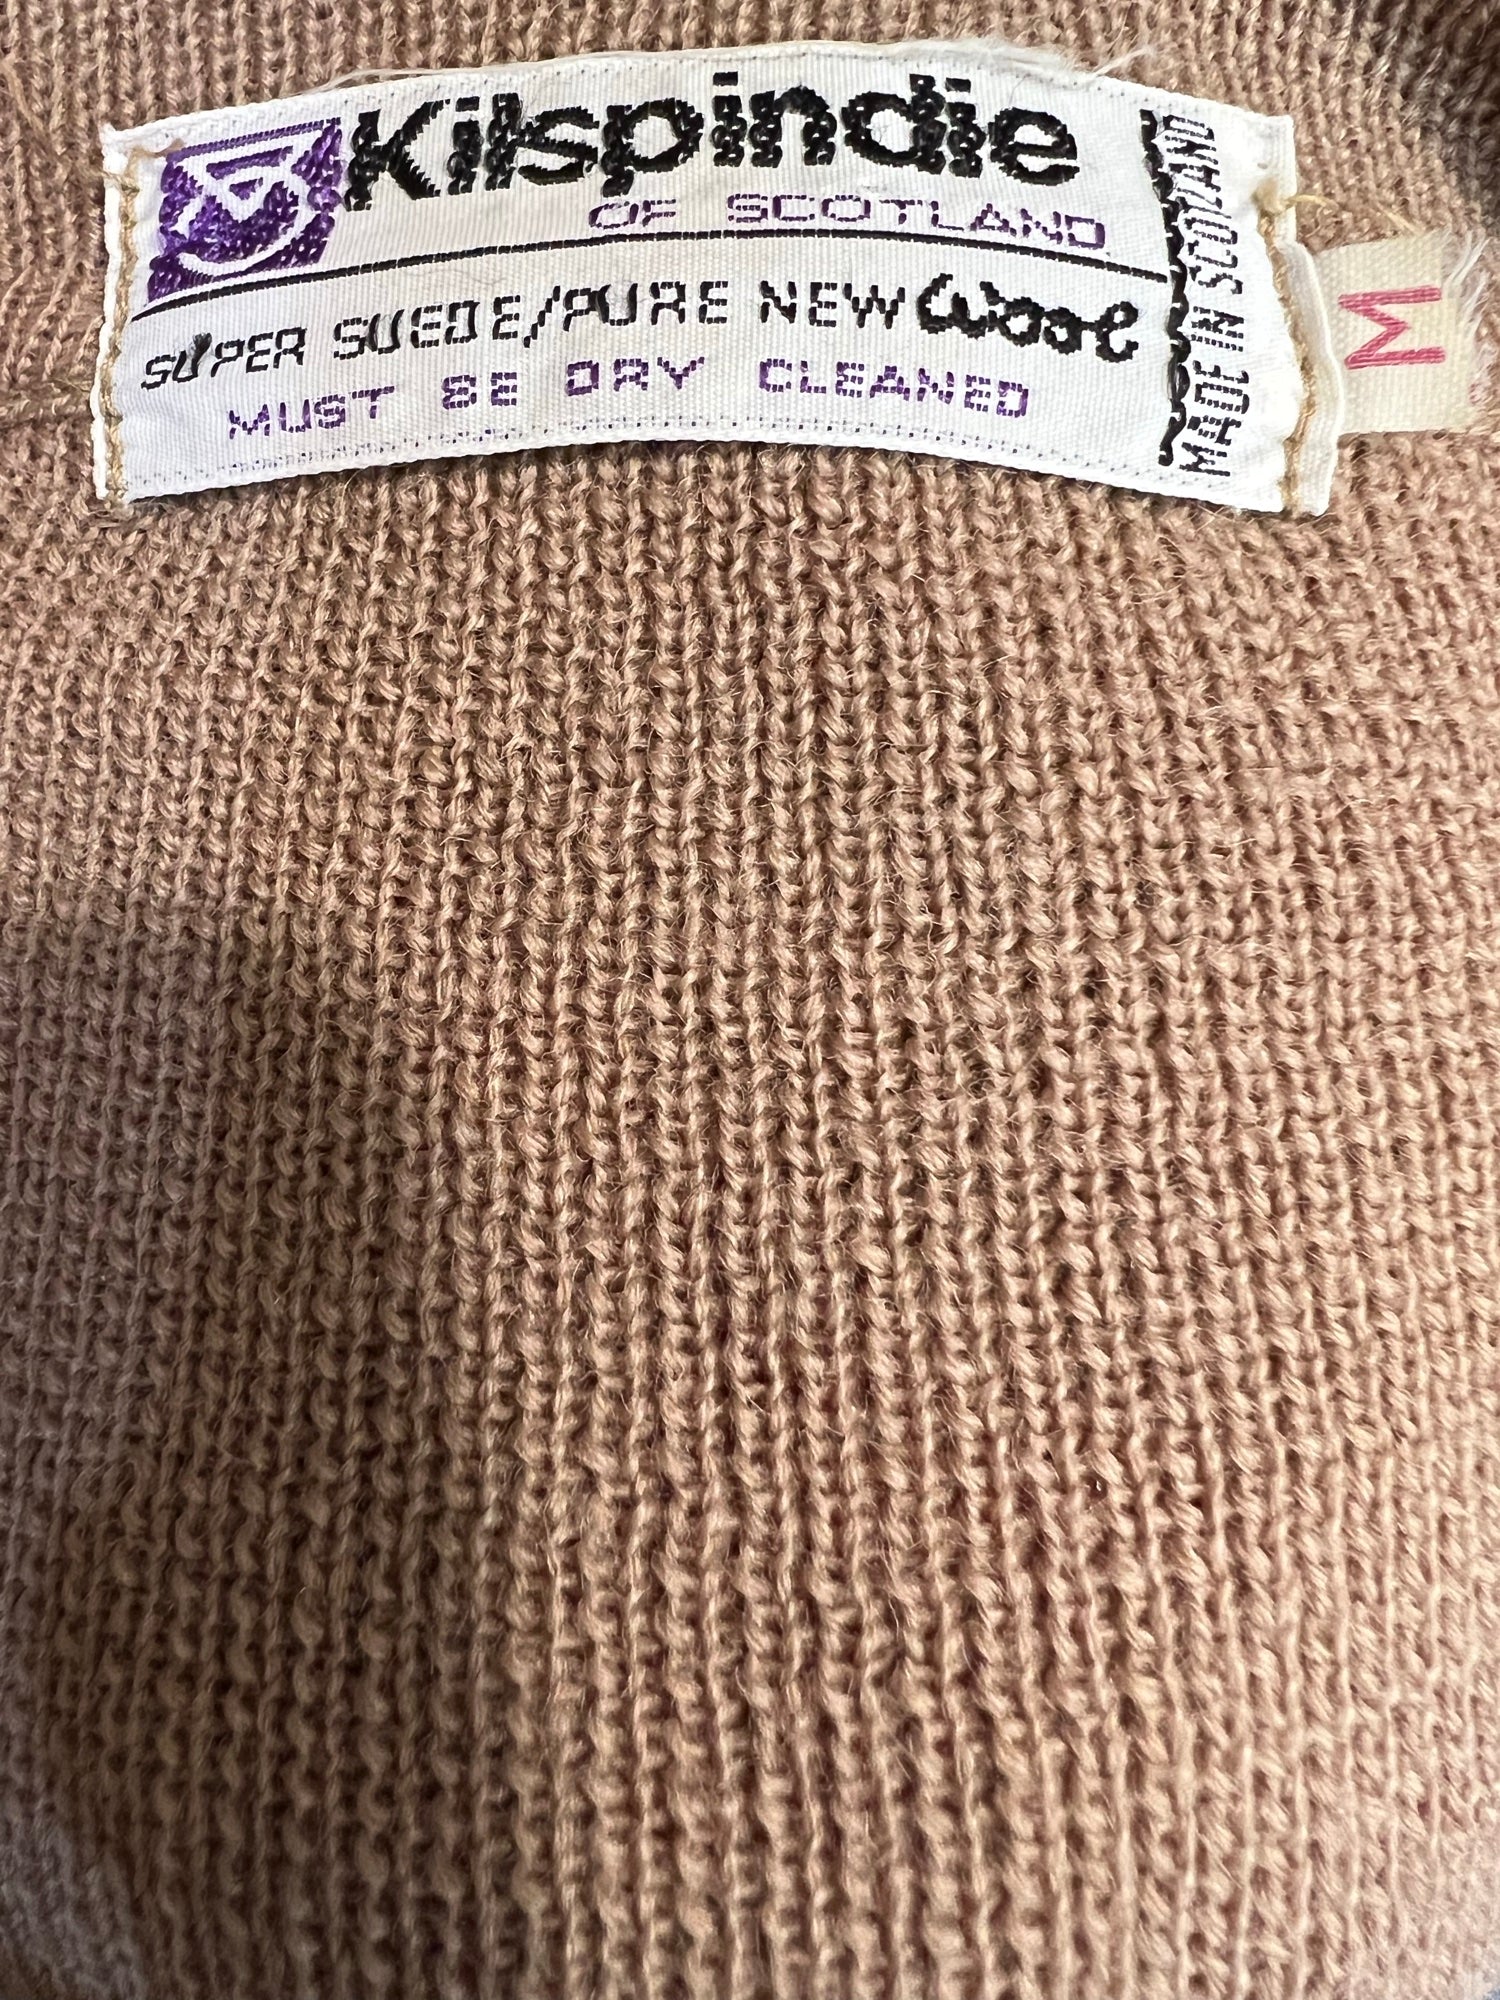 Kilspindie
OF SCOTLAND
SUPER SUEDE/PURE NEW Wool
MUST BE DRY CLEANED
MADE IN SCOTLAND
M